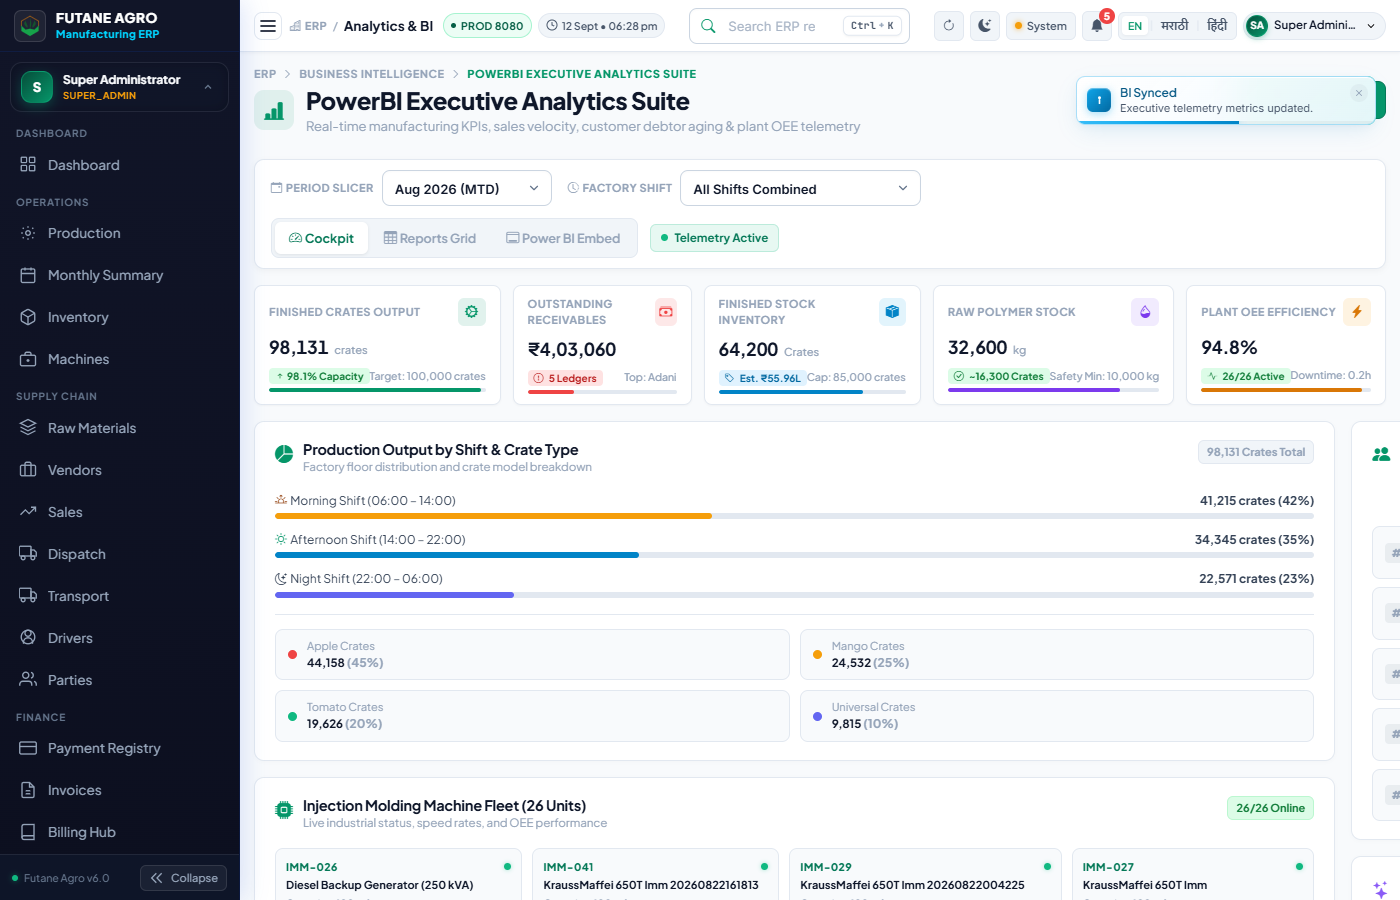 FUTANE AGRO
Manufacturing ERP
S
Super Administrator
SUPER_ADMIN
DASHBOARD
Dashboard
OPERATIONS
Production
Monthly Summary
Inventory
Machines
SUPPLY CHAIN
Raw Materials
Vendors
Sales
Dispatch
Transport
Drivers
Parties
FINANCE
Payment Registry
Invoices
Billing Hub
Futane Agro v6.0
Collapse
ERP / Analytics & BI
PROD 8080
12 Sept • 06:28 pm
Search ERP re
Ctrl + K
System
5
EN
मराठी
हिंदी
SA
Super Admini...
ERP > BUSINESS INTELLIGENCE > POWERBI EXECUTIVE ANALYTICS SUITE
PowerBI Executive Analytics Suite
Real-time manufacturing KPIs, sales velocity, customer debtor aging & plant OEE telemetry
BI Synced
Executive telemetry metrics updated.
PERIOD SLICER
Aug 2026 (MTD)
FACTORY SHIFT
All Shifts Combined
Cockpit
Reports Grid
Power BI Embed
Telemetry Active
FINISHED CRATES OUTPUT
98,131 crates
↑ 98.1% Capacity
Target: 100,000 crates
OUTSTANDING
RECEIVABLES
₹4,03,060
5 Ledgers
Top: Adani
FINISHED STOCK
INVENTORY
64,200 Crates
Est. ₹55.96L
Cap: 85,000 crates
RAW POLYMER STOCK
32,600 kg
~16,300 Crates
Safety Min: 10,000 kg
PLANT OEE EFFICIENCY
94.8%
26/26 Active
Downtime: 0.2h
Production Output by Shift & Crate Type
Factory floor distribution and crate model breakdown
98,131 Crates Total
Morning Shift (06:00 – 14:00)
41,215 crates (42%)
Afternoon Shift (14:00 – 22:00)
34,345 crates (35%)
Night Shift (22:00 – 06:00)
22,571 crates (23%)
Apple Crates
44,158 (45%)
Mango Crates
24,532 (25%)
Tomato Crates
19,626 (20%)
Universal Crates
9,815 (10%)
#
#
#
#
#
Injection Molding Machine Fleet (26 Units)
Live industrial status, speed rates, and OEE performance
26/26 Online
IMM-026
Diesel Backup Generator (250 kVA)
IMM-041
KraussMaffei 650T Imm 20260822161813
IMM-029
KraussMaffei 650T Imm 20260822004225
IMM-027
KraussMaffei 650T Imm